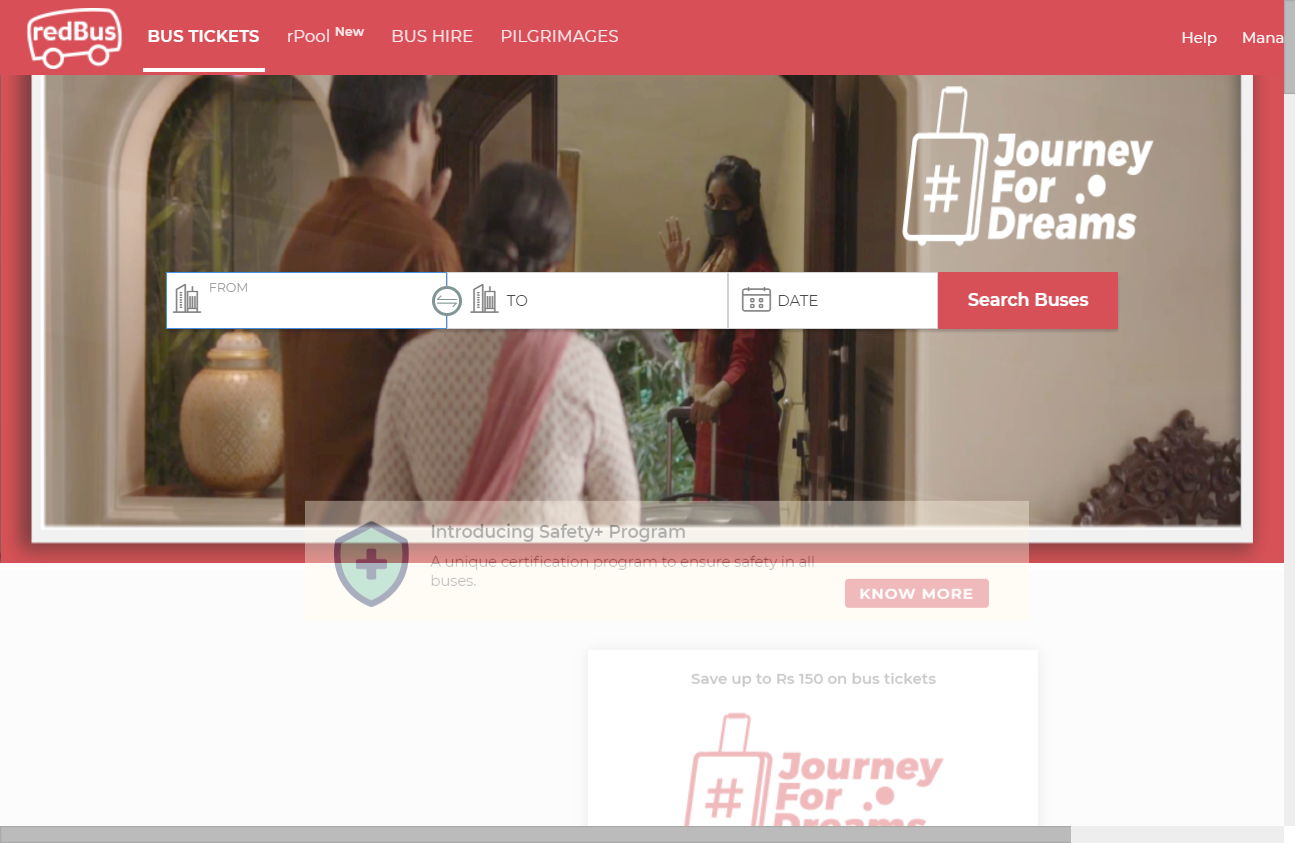 redBus
BUS TICKETS
rPool New
BUS HIRE
PILGRIMAGES
Help
Mana
# Journey
For
Dreams
FROM
TO
DATE
Search Buses
Introducing Safety+ Program
A unique certification program to ensure safety in all
buses.
KNOW MORE
Save up to Rs 150 on bus tickets
# Journey
For
Dreams